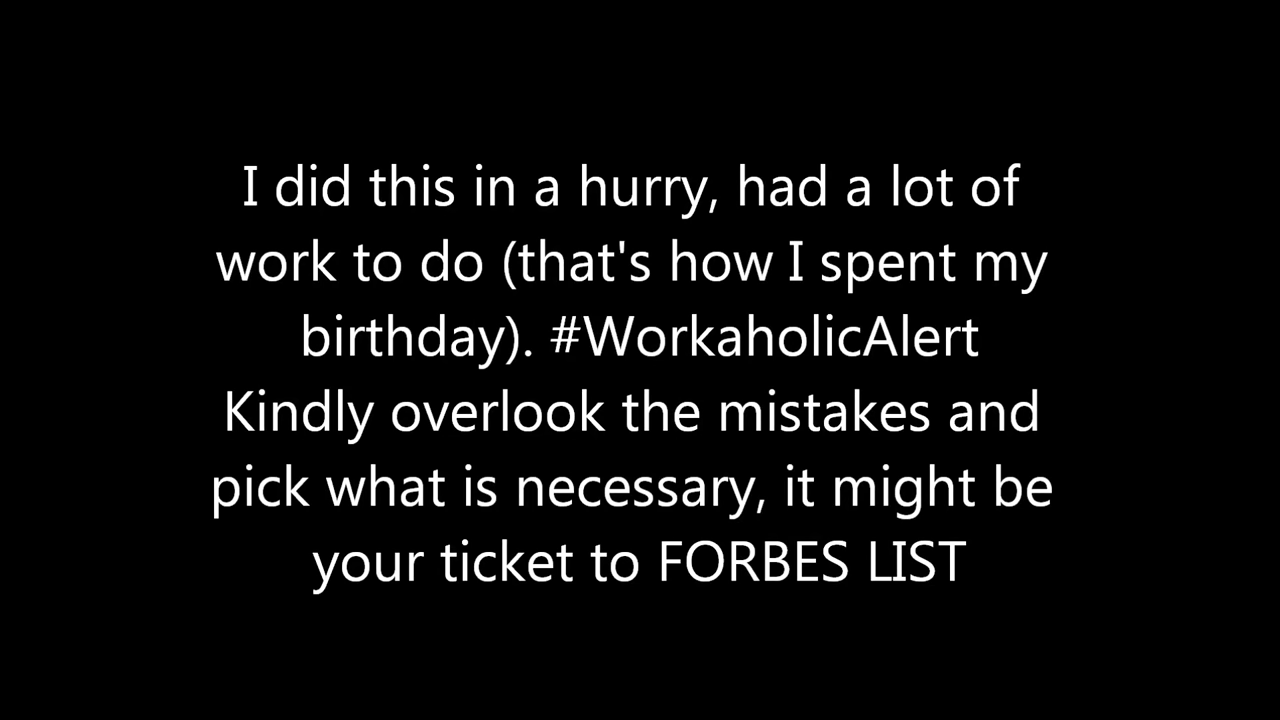 I did this in a hurry, had a lot of
work to do (that's how I spent my
birthday). #WorkaholicAlert
Kindly overlook the mistakes and
pick what is necessary, it might be
your ticket to FORBES LIST